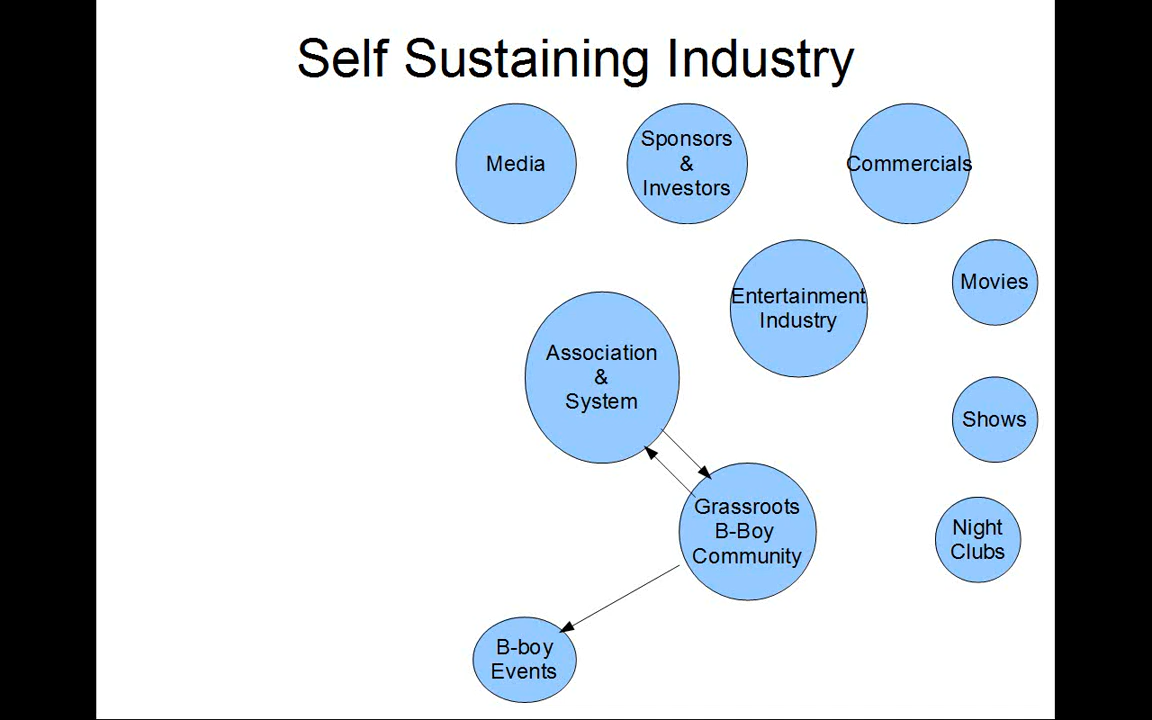 Self Sustaining Industry
Media
Sponsors
&
Investors
Commercials
Entertainment
Industry
Movies
Association
&
System
Shows
Grassroots
B-Boy
Community
Night
Clubs
B-boy
Events